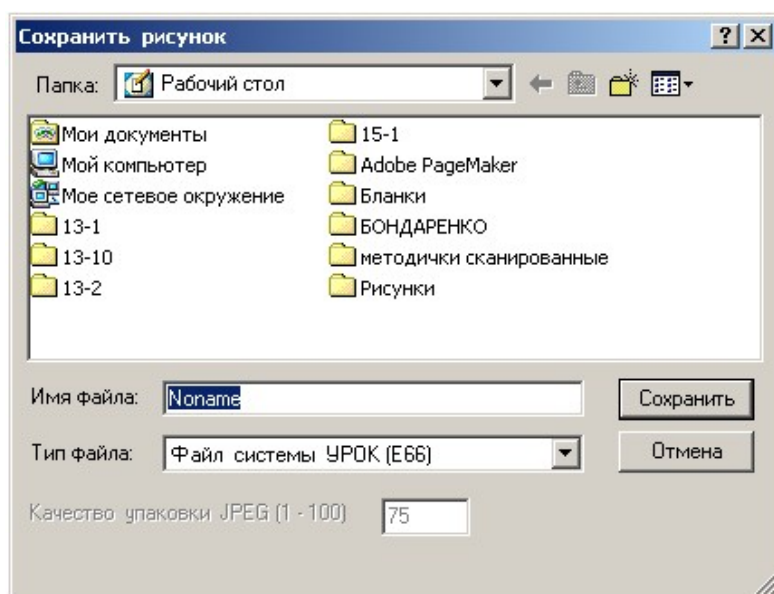 Сохранить рисунок
Папка: Рабочий стол
Мои документы
Мой компьютер
Мое сетевое окружение
13-1
13-10
13-2
15-1
Adobe PageMaker
Бланки
БОНДАРЕНКО
методички сканированные
Рисунки
Имя файла: Noname Сохранить
Тип файла: Файл системы УРОК (E66) Отмена
Качество упаковки JPEG (1 - 100) 75